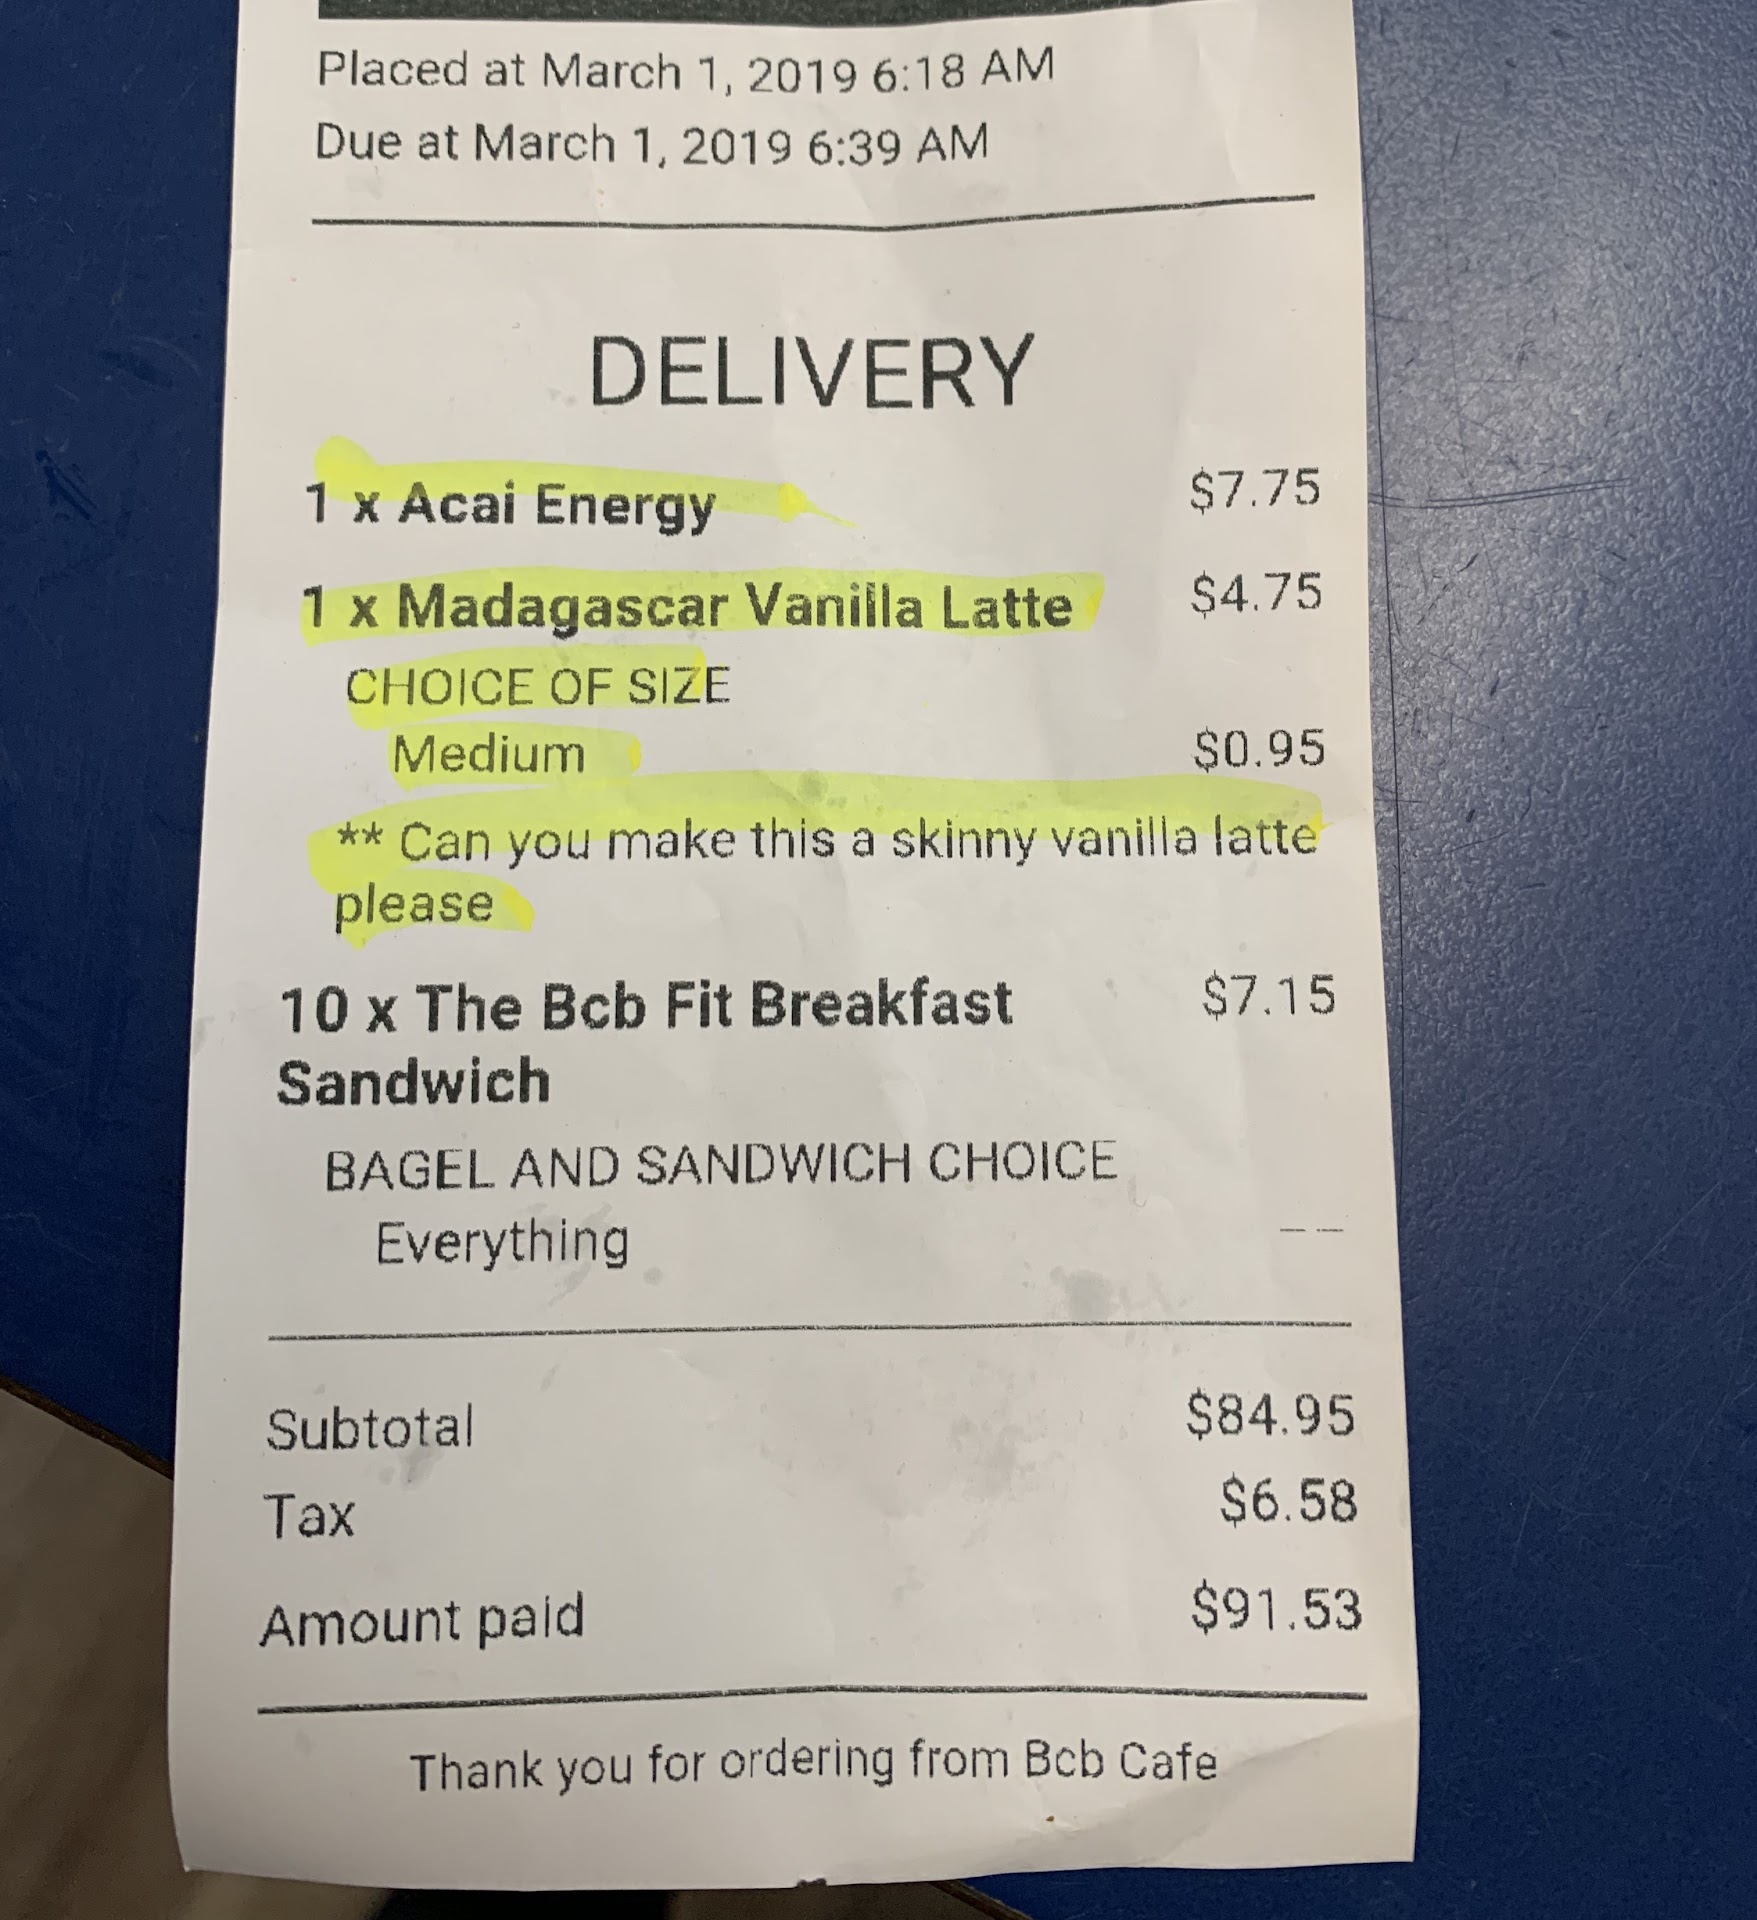 Placed at March 1, 2019 6:18 AM
Due at March 1, 2019 6:39 AM
DELIVERY
1 x Acai Energy $7.75
1 x Madagascar Vanilla Latte $4.75
CHOICE OF SIZE
Medium $0.95
** Can you make this a skinny vanilla latte
please
10 x The Bcb Fit Breakfast $7.15
Sandwich
BAGEL AND SANDWICH CHOICE
Everything --
Subtotal $84.95
Tax $6.58
Amount paid $91.53
Thank you for ordering from Bcb Cafe